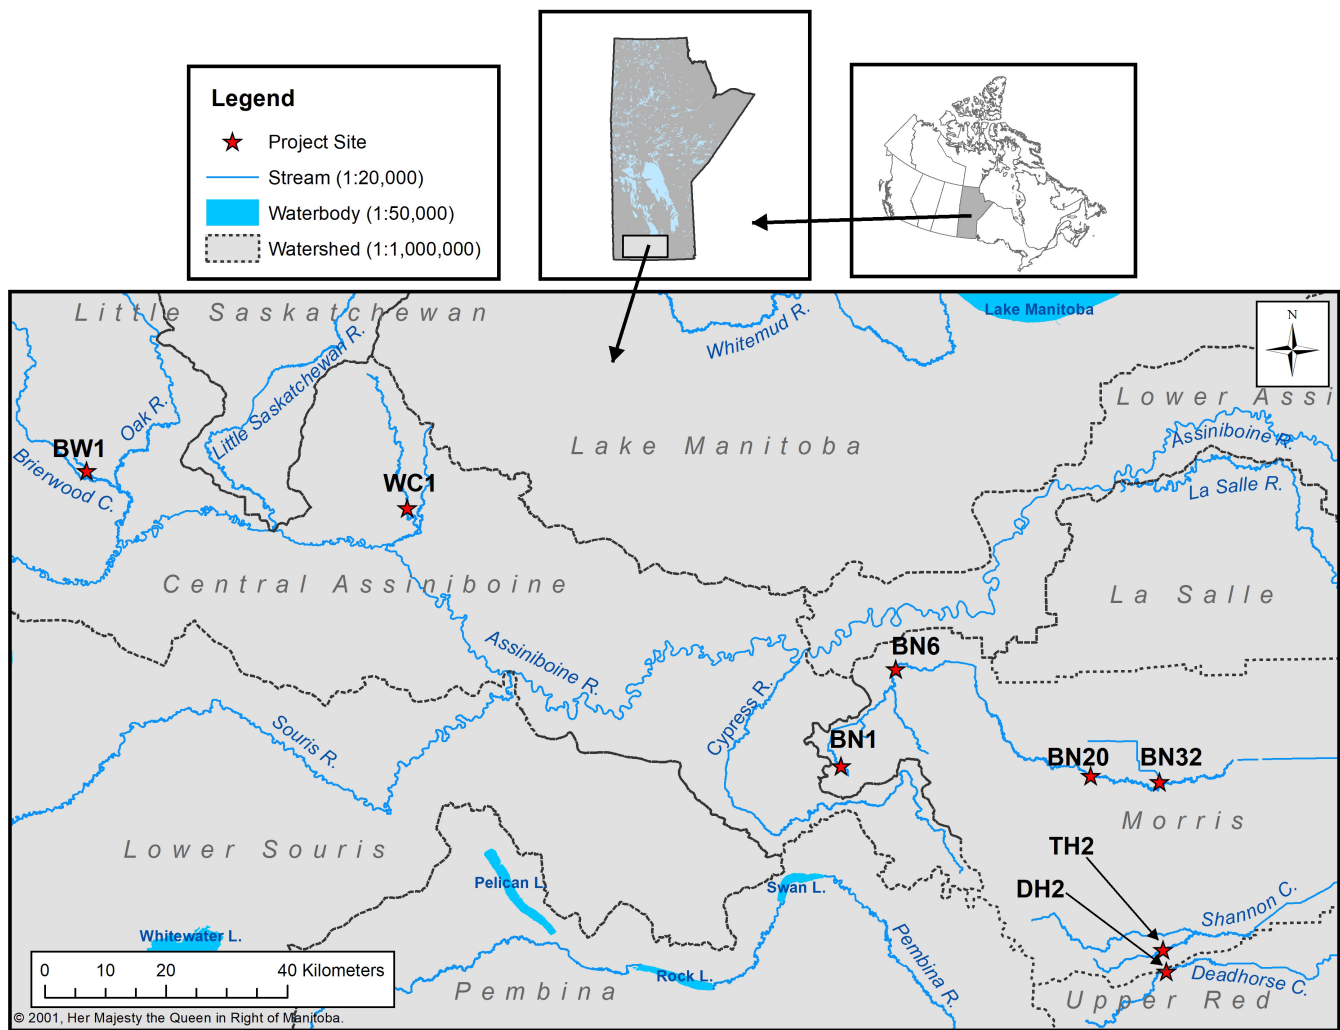 Legend
Project Site
Stream (1:20,000)
Waterbody (1:50,000)
Watershed (1:1,000,000)
Little Saskatchewan
Whitemud R.
Lake Manitoba
N
Little Saskatchewan R.
Lower Assi
Oak R.
Assiniboine R.
BW1
Lake Manitoba
Brierwood C.
WC1
La Salle R.
Central Assiniboine
La Salle
Assiniboine R.
BN6
Cypress R.
Souris R.
BN1
BN20
BN32
Morris
Lower Souris
TH2
Pelican L.
Swan L.
DH2
Shannon C.
Whitewater L.
Pembina R.
Rock L.
Deadhorse C.
Pembina
Upper Red
0 10 20 40 Kilometers
© 2001, Her Majesty the Queen in Right of Manitoba.